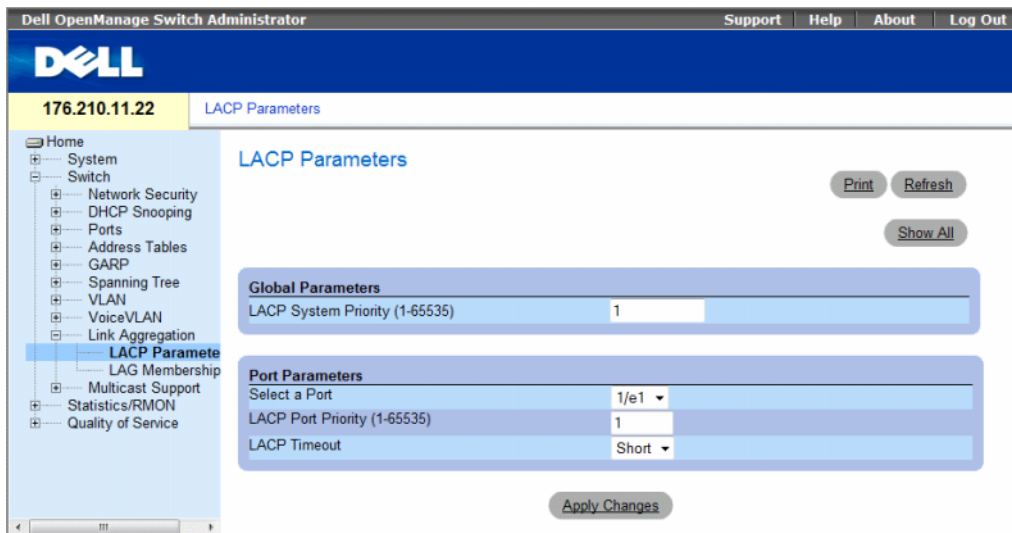 Dell OpenManage Switch Administrator Support Help About Log Out
DELL
176.210.11.22 LACP Parameters
Home
System
Switch
Network Security
DHCP Snooping
Ports
Address Tables
GARP
Spanning Tree
VLAN
VoiceVLAN
Link Aggregation
LACP Paramete
LAG Membership
Multicast Support
Statistics/RMON
Quality of Service
LACP Parameters
Print Refresh
Show All
Global Parameters
LACP System Priority (1-65535) 1
Port Parameters
Select a Port 1/e1
LACP Port Priority (1-65535) 1
LACP Timeout Short
Apply Changes